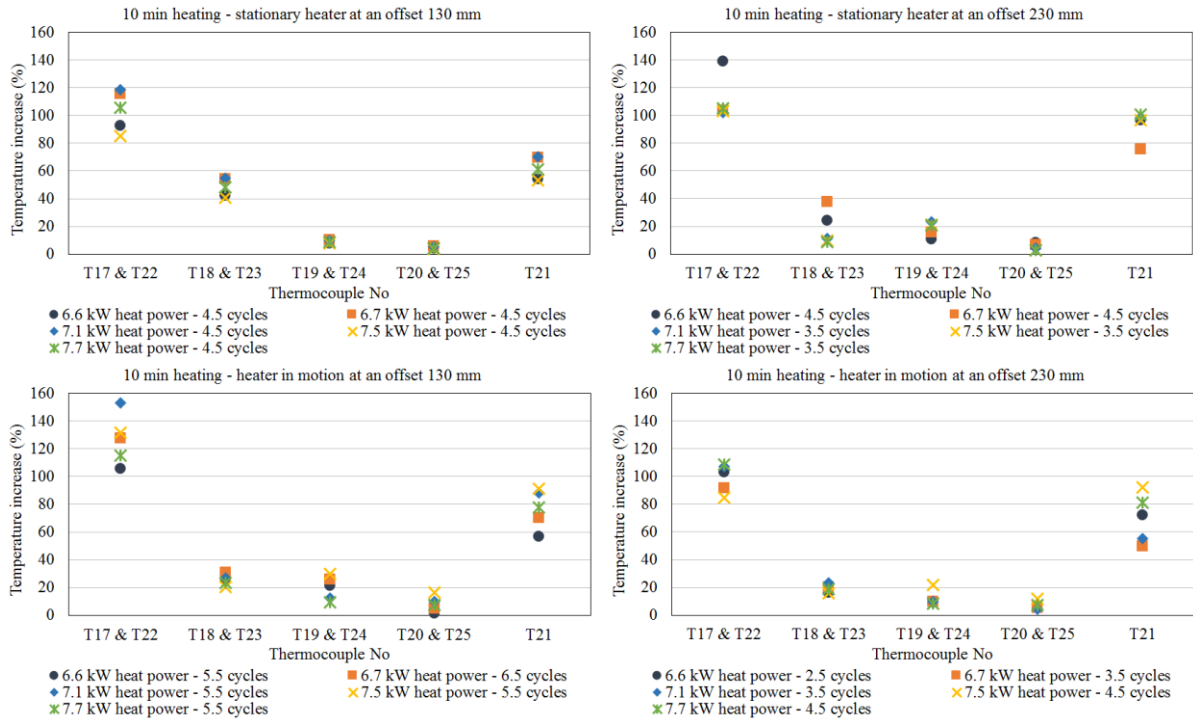 10 min heating - stationary heater at an offset 130 mm
160
140
120
100
80
60
40
20
0
Temperature increase (%)
T17 & T22 T18 & T23 T19 & T24 T20 & T25 T21
Thermocouple No
6.6 kW heat power - 4.5 cycles 6.7 kW heat power - 4.5 cycles
7.1 kW heat power - 4.5 cycles 7.5 kW heat power - 4.5 cycles
7.7 kW heat power - 4.5 cycles
10 min heating - stationary heater at an offset 230 mm
160
140
120
100
80
60
40
20
0
Temperature increase (%)
T17 & T22 T18 & T23 T19 & T24 T20 & T25 T21
Thermocouple No
6.6 kW heat power - 4.5 cycles 6.7 kW heat power - 4.5 cycles
7.1 kW heat power - 3.5 cycles 7.5 kW heat power - 3.5 cycles
7.7 kW heat power - 3.5 cycles
10 min heating - heater in motion at an offset 130 mm
160
140
120
100
80
60
40
20
0
Temperature increase (%)
T17 & T22 T18 & T23 T19 & T24 T20 & T25 T21
Thermocouple No
6.6 kW heat power - 5.5 cycles 6.7 kW heat power - 6.5 cycles
7.1 kW heat power - 5.5 cycles 7.5 kW heat power - 5.5 cycles
7.7 kW heat power - 5.5 cycles
10 min heating - heater in motion at an offset 230 mm
160
140
120
100
80
60
40
20
0
Temperature increase (%)
T17 & T22 T18 & T23 T19 & T24 T20 & T25 T21
Thermocouple No
6.6 kW heat power - 2.5 cycles 6.7 kW heat power - 3.5 cycles
7.1 kW heat power - 3.5 cycles 7.5 kW heat power - 4.5 cycles
7.7 kW heat power - 4.5 cycles